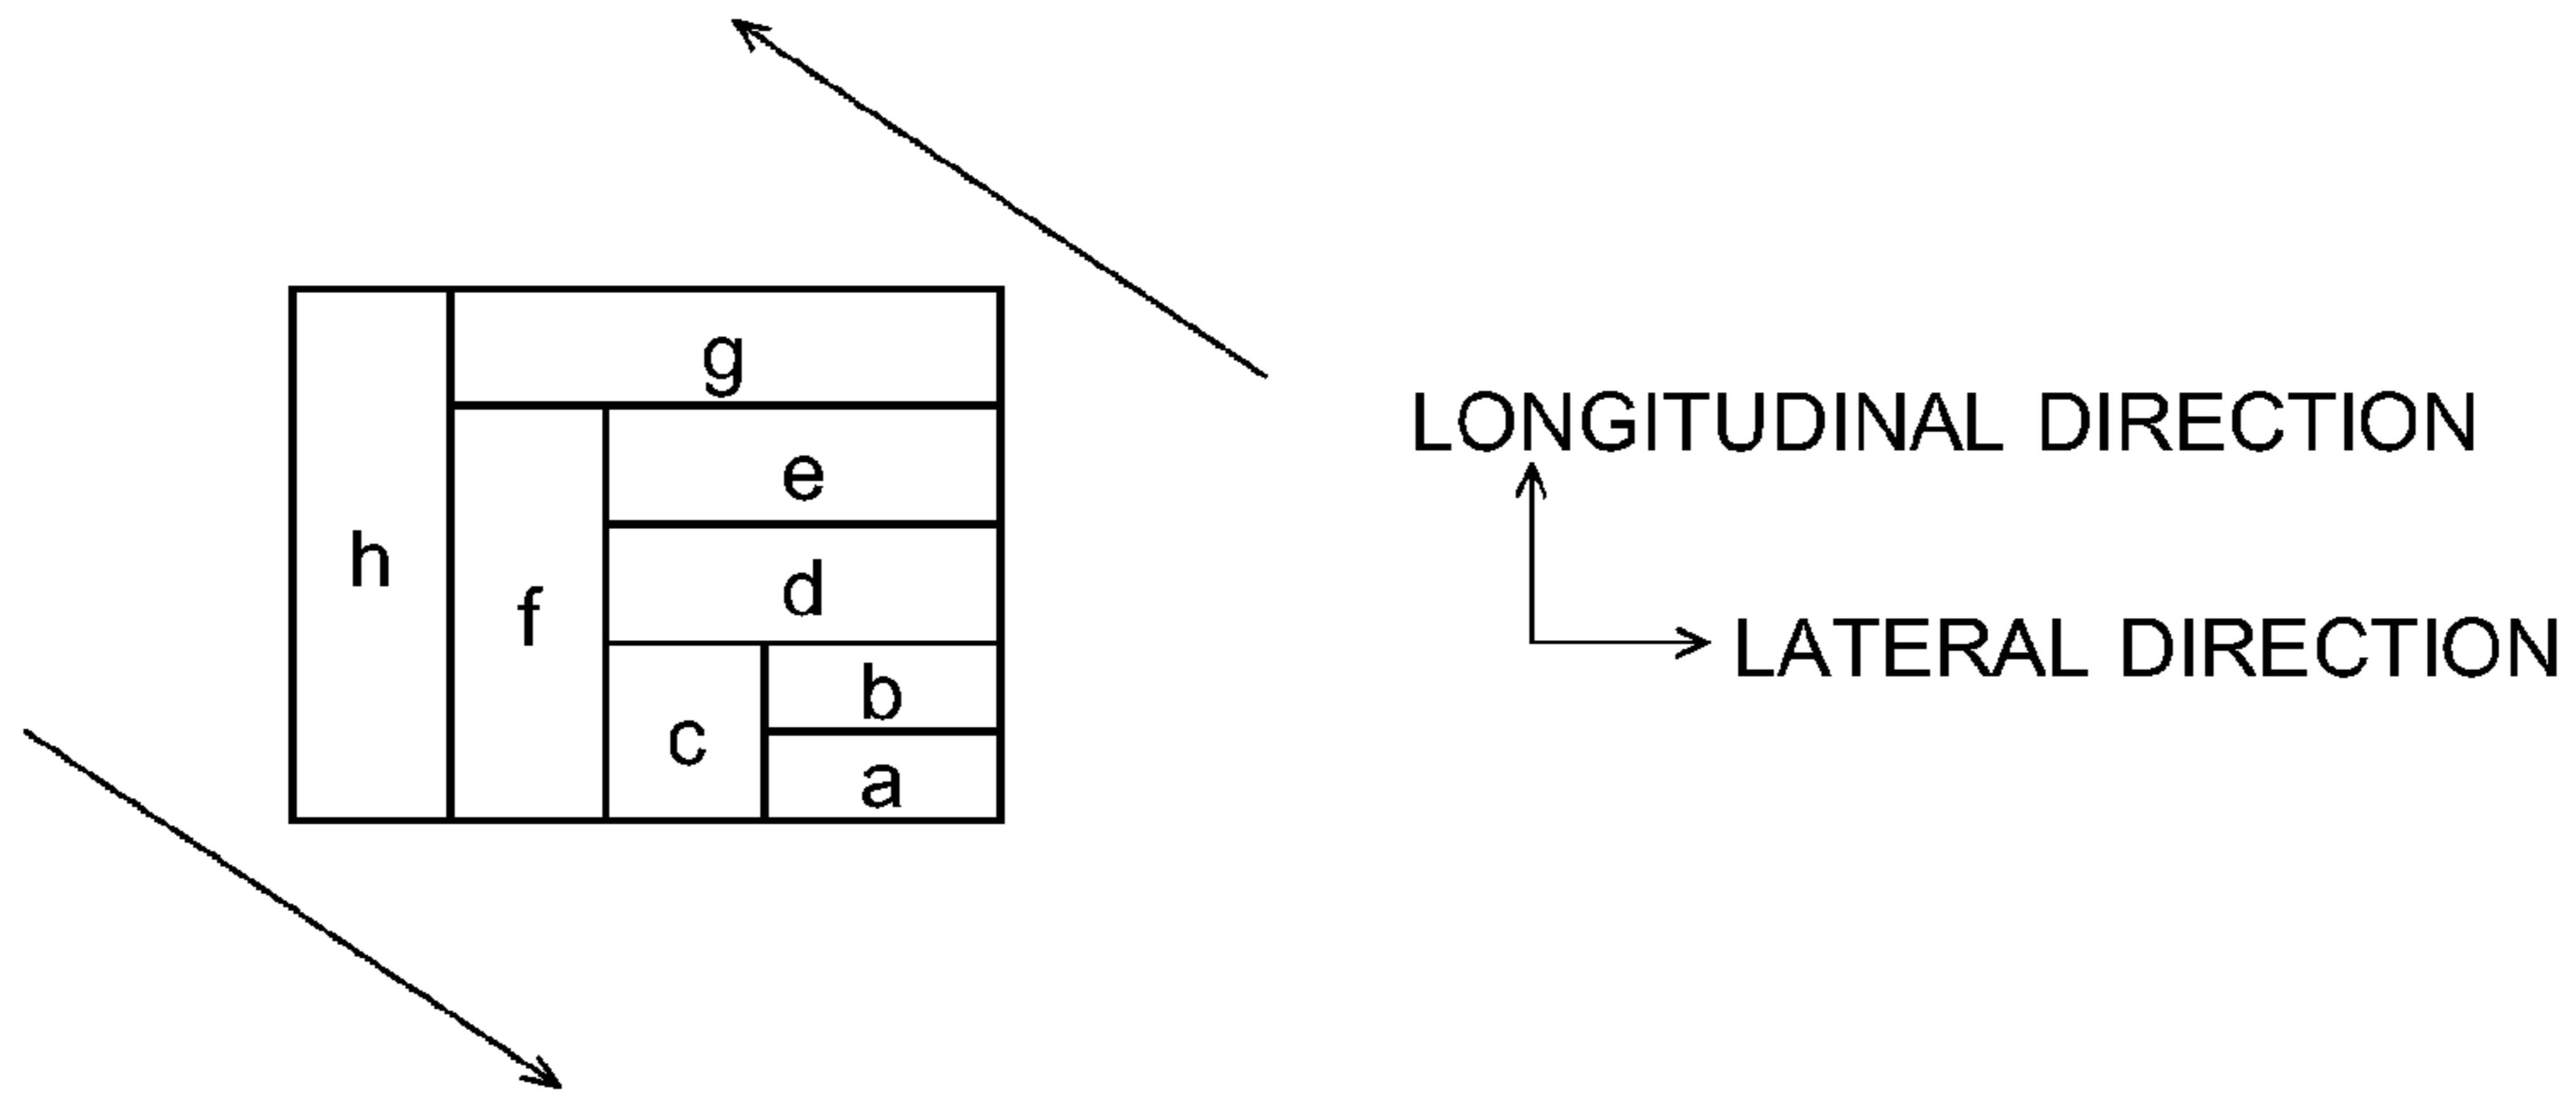 g
LONGITUDINAL DIRECTION
e
h
d
f
LATERAL DIRECTION
b
c
a